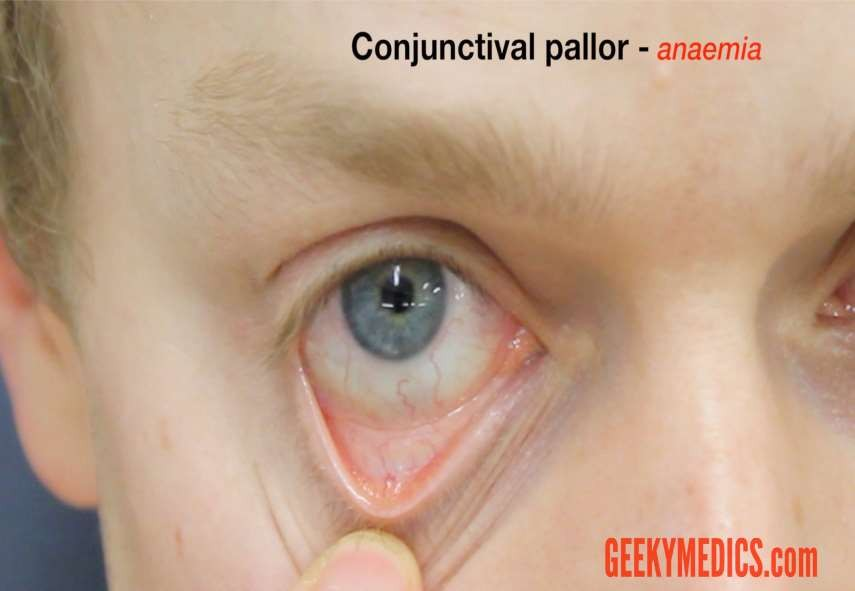 Conjunctival pallor - anaemia
GEEKYMEDICS.com